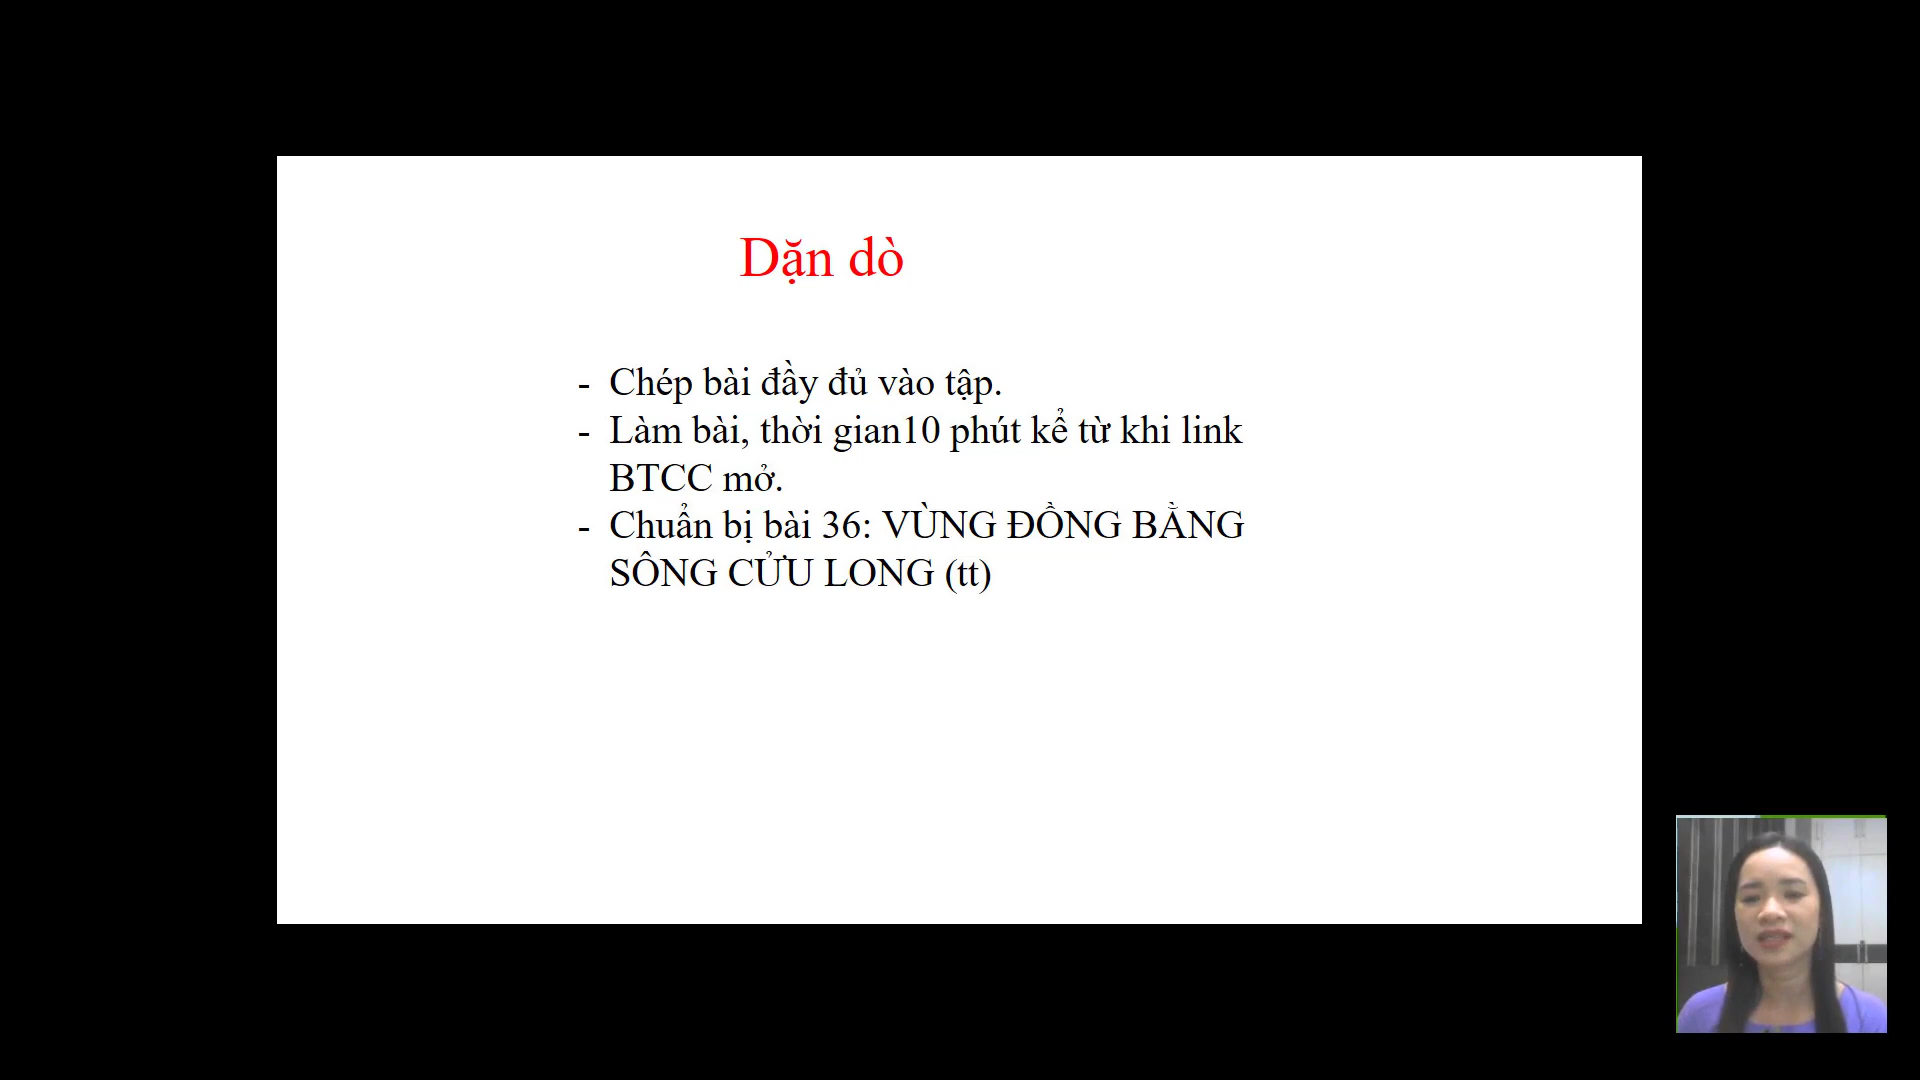 Dặn dò
- Chép bài đầy đủ vào tập.
- Làm bài, thời gian10 phút kể từ khi link
BTCC mở.
- Chuẩn bị bài 36: VÙNG ĐỒNG BẰNG
SÔNG CỬU LONG (tt)